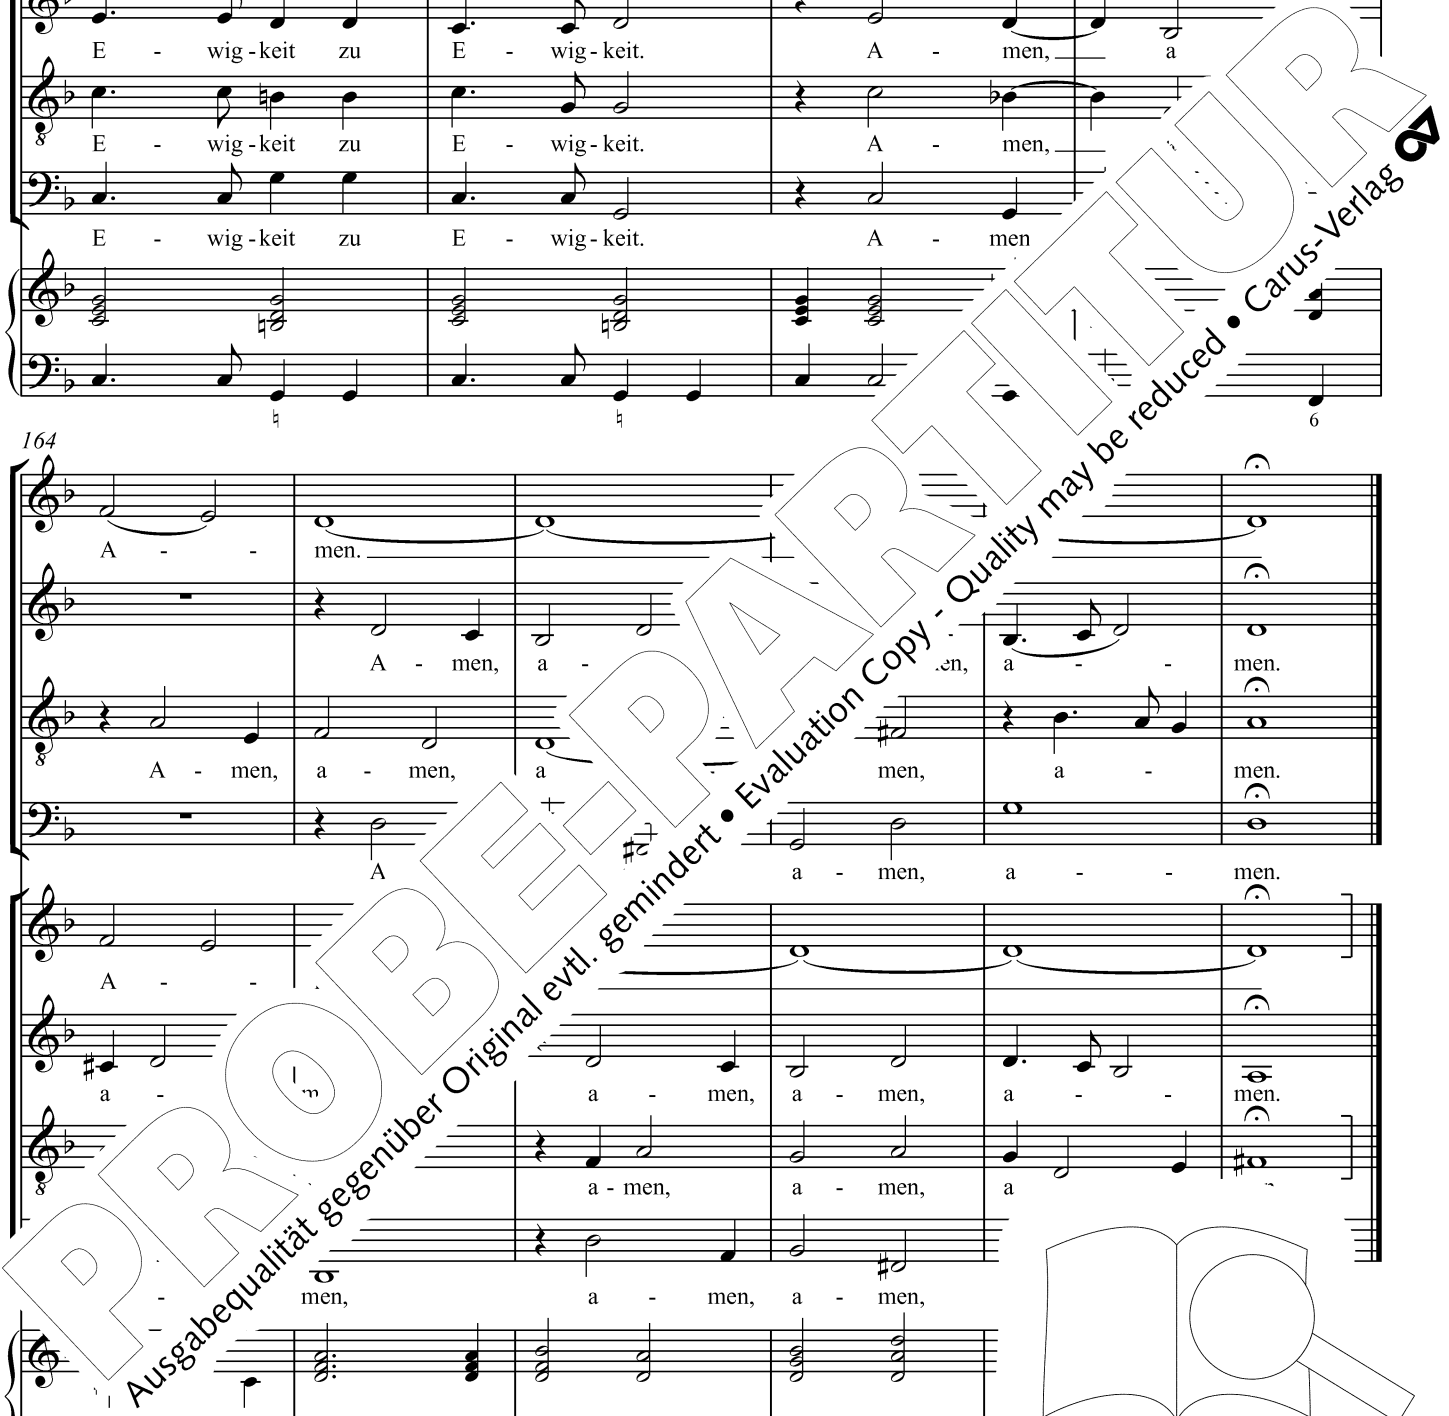 E - wig - keit zu E - wig - keit. A - men, a
E - wig - keit zu E - wig - keit. A - men,
E - wig - keit zu E - wig - keit. A - men
6
164
A - - men.
A - men, a - a - - men.
A - men, a - men, a men, a - men.
A a - men, a - - men.
A - -
a - a - men, a - men, a - - men.
a - men, a - men, a
- men, a - men, a - men,
PROBE-PARTITUR
Ausgabequalität gegenüber Original evtl. gemindert • Evaluation Copy - Quality may be reduced • Carus-Verlag